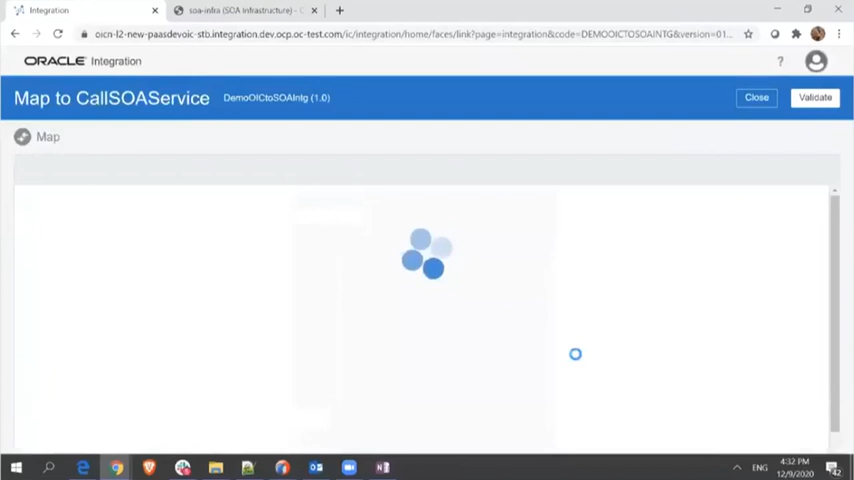 Integration
soa-infra (SOA Infrastructure) - C
oicn-l2-new-paasdevoic-stb.integration.dev.ocp.oc-test.com/ic/integration/home/faces/link?page=integration&code=DEMOOICTOSOAINTG&version=01...
ORACLE Integration
?
Map to CallSOAService DemoOICtoSOAIntg (1.0) Close Validate
Map
ENG
4:32 PM
12/9/2020
42